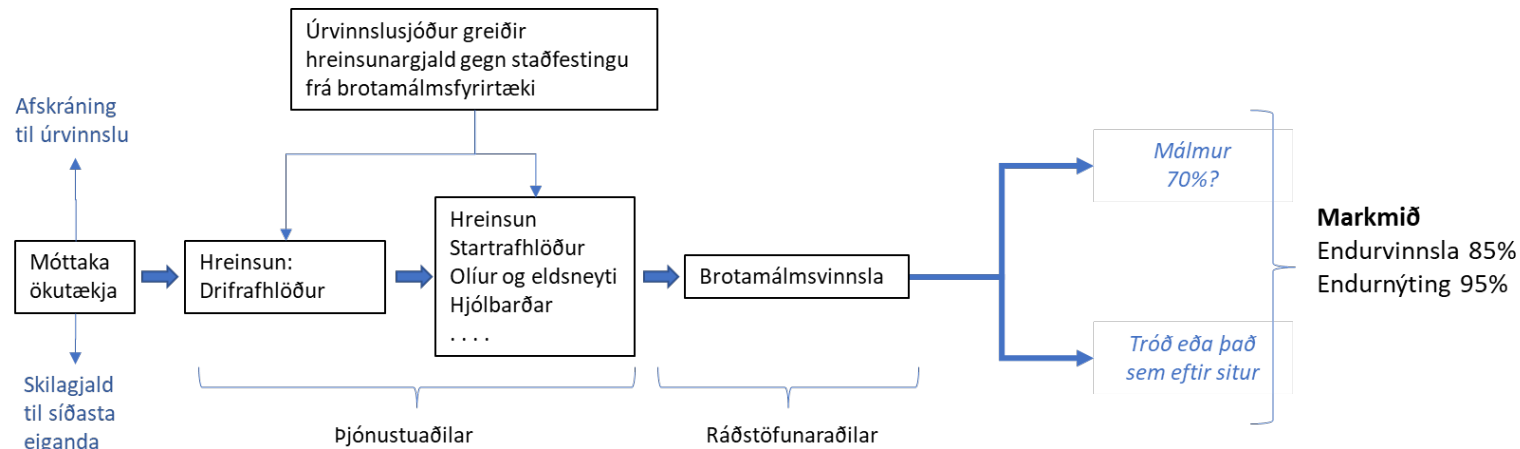 Úrvinnslusjóður greiðir
hreinsunargjald gegn staðfestingu
frá brotamálmsfyrirtæki
Afskráning
til úrvinnslu
Móttaka
ökutækja
Skilagjald
til síðasta
eiganda
Hreinsun:
Drifrafhlöður
Hreinsun
Startrafhlöður
Olíur og eldsneyti
Hjólbarðar
. . . .
Þjónustuaðilar
Brotamálmsvinnsla
Ráðstöfunaraðilar
Málmur
70%?
Tróð eða það
sem eftir situr
Markmið
Endurvinnsla 85%
Endurnýting 95%